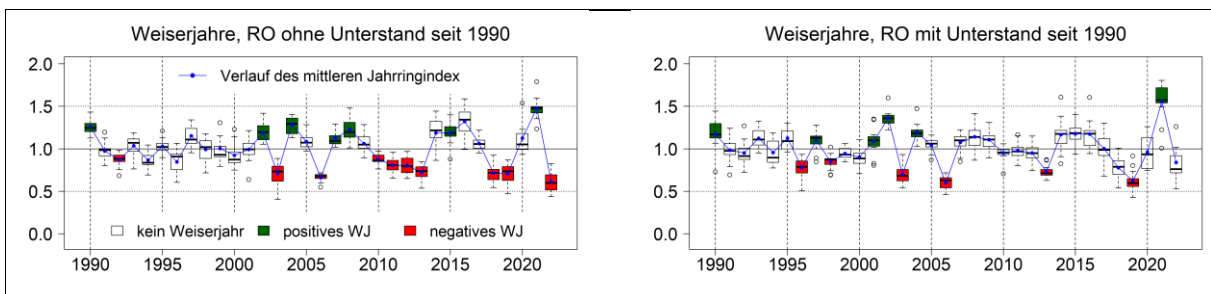 Weiserjahre, RO ohne Unterstand seit 1990
2.0
1.5
1.0
0.5
0.0
Verlauf des mittleren Jahrringindex
kein Weiserjahr positives WJ negatives WJ
1990 1995 2000 2005 2010 2015 2020
Weiserjahre, RO mit Unterstand seit 1990
2.0
1.5
1.0
0.5
0.0
1990 1995 2000 2005 2010 2015 2020